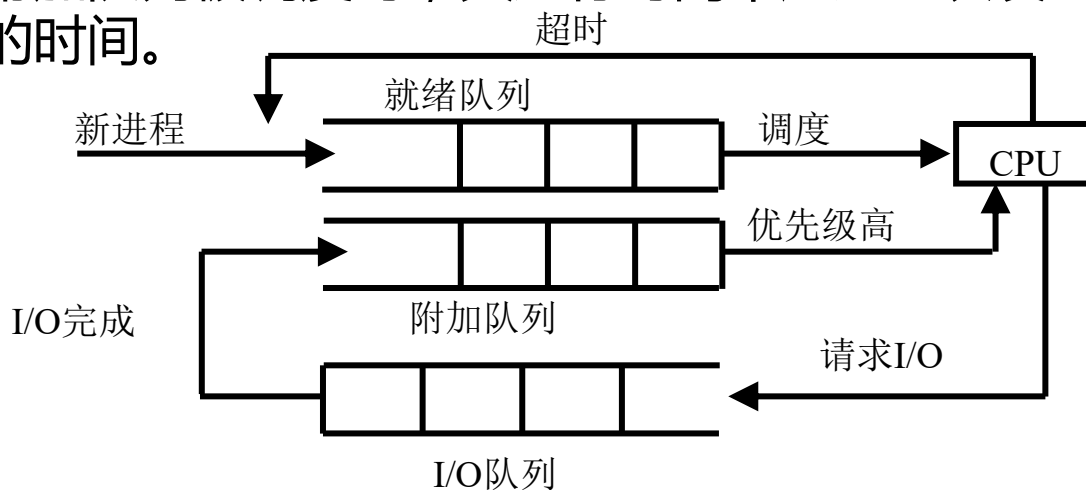 的时间。
超时
就绪队列
新进程
调度
CPU
优先级高
附加队列
I/O完成
请求I/O
I/O队列